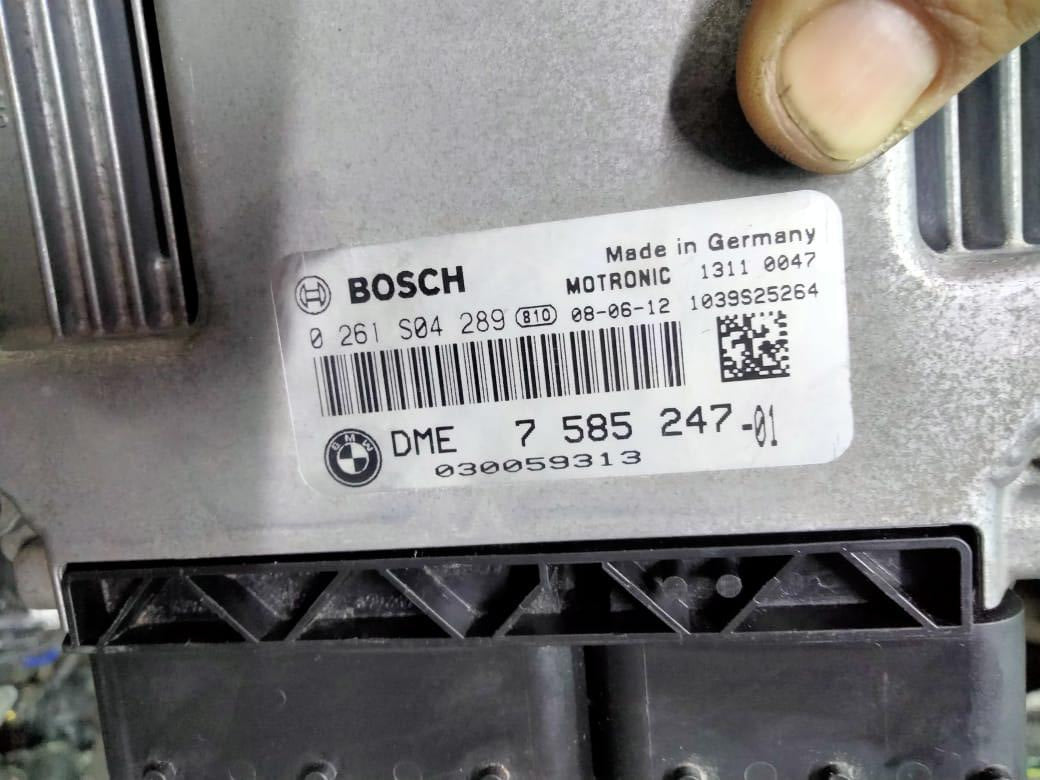 Made in Germany
BOSCH MOTRONIC 1311 0047
0 261 S04 289 810 08-06-12 1039S25264
BMW DME 7 585 247-01
030059313